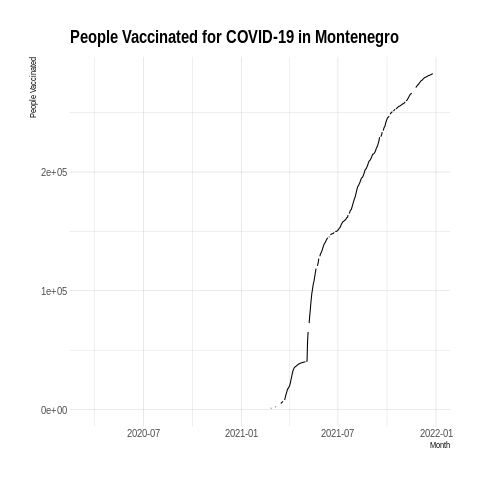 People Vaccinated for COVID-19 in Montenegro
People Vaccinated
2e+05
1e+05
0e+00
2020-07
2021-01
2021-07
2022-01
Month